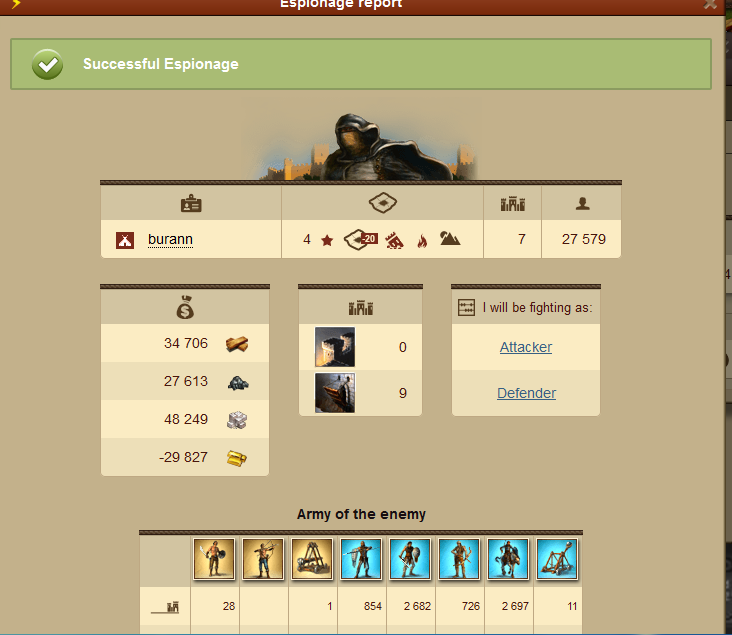 Espionage report
Successful Espionage
burann 4 -20 7 27 579
I will be fighting as:
34 706 0 Attacker
27 613
9 Defender
48 249
-29 827
Army of the enemy
28 1 854 2 682 726 2 697 11
4